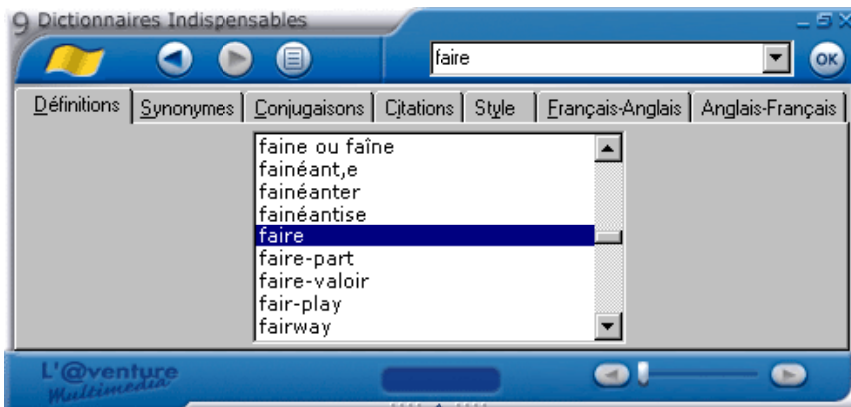 9 Dictionnaires Indispensables
faire
OK
Définitions Synonymes Conjugaisons Citations Style Français-Anglais Anglais-Français
faine ou faîne
fainéant,e
fainéanter
fainéantise
faire
faire-part
faire-valoir
fair-play
fairway
L'@venture
Multimedia